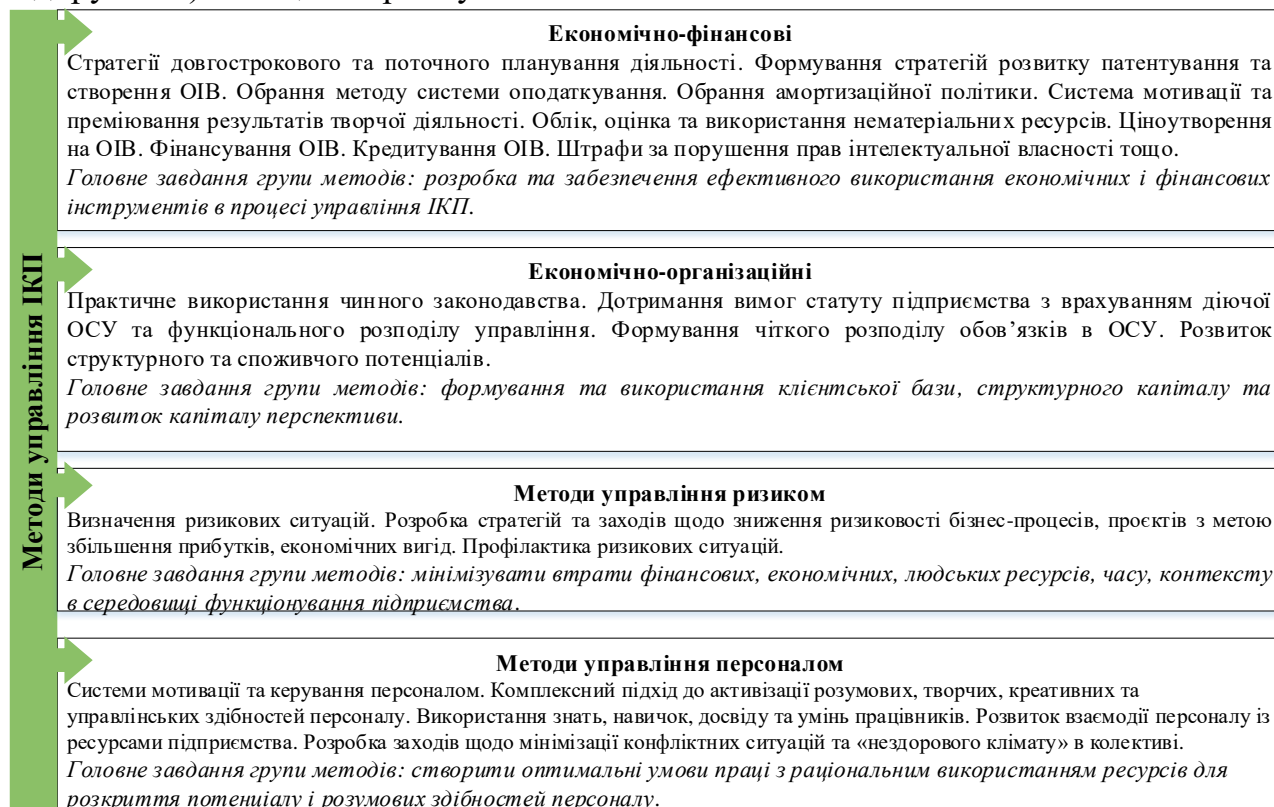 Методи управління ІКП
Економічно-фінансові
Стратегії довгострокового та поточного планування діяльності. Формування стратегій розвитку патентування та
створення ОІВ. Обрання методу системи оподаткування. Обрання амортизаційної політики. Система мотивації та
преміювання результатів творчої діяльності. Облік, оцінка та використання нематеріальних ресурсів. Ціноутворення
на ОІВ. Фінансування ОІВ. Кредитування ОІВ. Штрафи за порушення прав інтелектуальної власності тощо.
Головне завдання групи методів: розробка та забезпечення ефективного використання економічних і фінансових
інструментів в процесі управління ІКП.
Економічно-організаційні
Практичне використання чинного законодавства. Дотримання вимог статуту підприємства з врахуванням діючої
ОСУ та функціонального розподілу управління. Формування чіткого розподілу обов’язків в ОСУ. Розвиток
структурного та споживчого потенціалів.
Головне завдання групи методів: формування та використання клієнтської бази, структурного капіталу та
розвиток капіталу перспективи.
Методи управління ризиком
Визначення ризикових ситуацій. Розробка стратегій та заходів щодо зниження ризиковості бізнес-процесів, проєктів з метою
збільшення прибутків, економічних вигід. Профілактика ризикових ситуацій.
Головне завдання групи методів: мінімізувати втрати фінансових, економічних, людських ресурсів, часу, контексту
в середовищі функціонування підприємства.
Методи управління персоналом
Системи мотивації та керування персоналом. Комплексний підхід до активізації розумових, творчих, креативних та
управлінських здібностей персоналу. Використання знать, навичок, досвіду та умінь працівників. Розвиток взаємодії персоналу із
ресурсами підприємства. Розробка заходів щодо мінімізації конфліктних ситуацій та «нездорового клімату» в колективі.
Головне завдання групи методів: створити оптимальні умови праці з раціональним використанням ресурсів для
розкриття потенціалу і розумових здібностей персоналу.